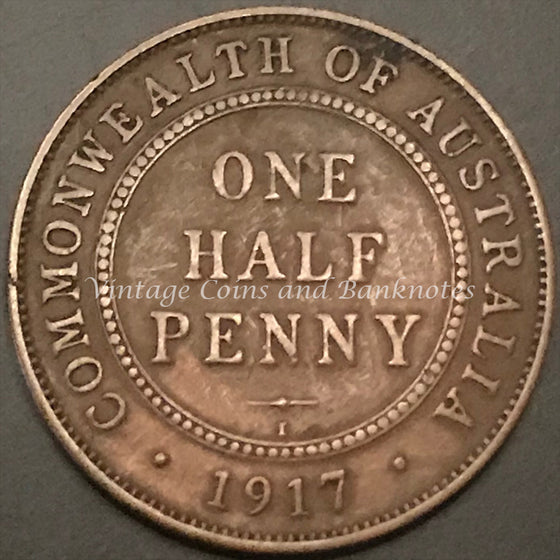 COMMONWEALTH OF AUSTRALIA
ONE
HALF
PENNY
I
· 1917 ·
Vintage Coins and Banknotes